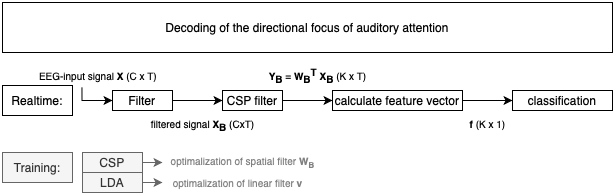 Decoding of the directional focus of auditory attention
EEG-input signal X (C x T)
Y_B = W_B^T X_B (K x T)
Realtime:
Filter
CSP filter
calculate feature vector
classification
filtered signal X_B (CxT)
f (K x 1)
Training:
CSP
optimalization of spatial filter W_B
LDA
optimalization of linear filter v